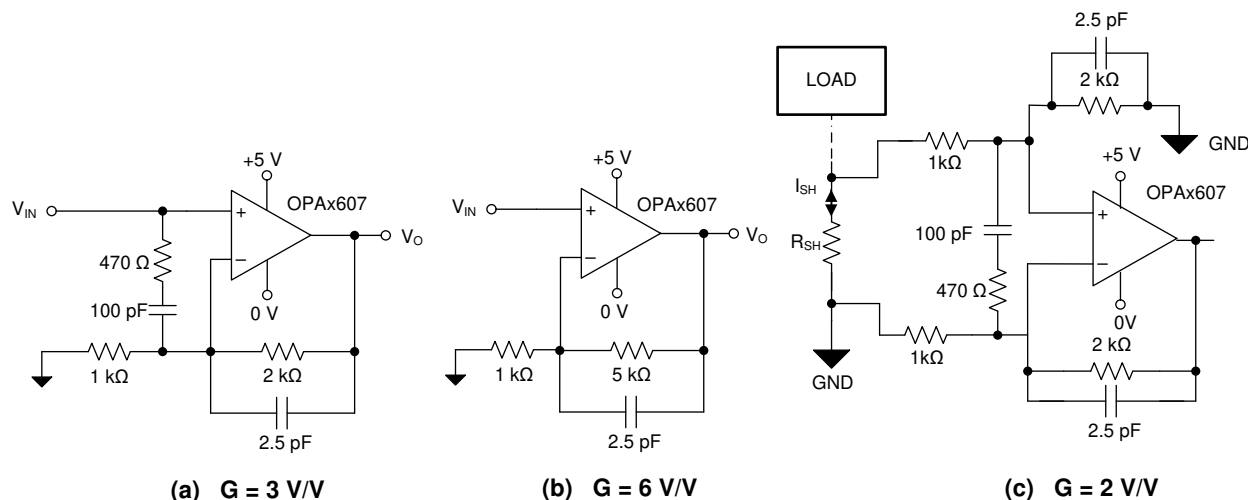 +5 V
OPAx607
V_IN
+
−
V_O
470 Ω
100 pF
0 V
1 kΩ
2 kΩ
2.5 pF
(a) G = 3 V/V
+5 V
OPAx607
V_IN
+
−
V_O
0 V
1 kΩ
5 kΩ
2.5 pF
(b) G = 6 V/V
2.5 pF
LOAD
2 kΩ
GND
1kΩ
+5 V
I_SH
OPAx607
+
R_SH
100 pF
−
470 Ω
0V
1kΩ
2 kΩ
GND
2.5 pF
(c) G = 2 V/V